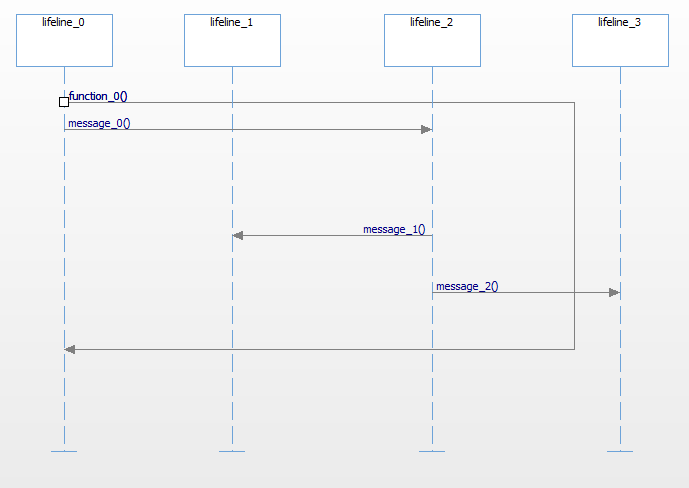 lifeline_0
lifeline_1
lifeline_2
lifeline_3
function_0()
message_0()
message_1()
message_2()